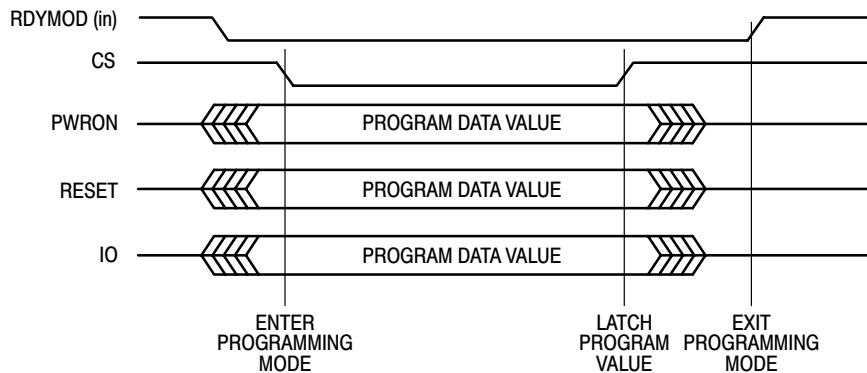 RDYMOD (in)
CS
PWRON
PROGRAM DATA VALUE
RESET
PROGRAM DATA VALUE
IO
PROGRAM DATA VALUE
ENTER
PROGRAMMING
MODE
LATCH
PROGRAM
VALUE
EXIT
PROGRAMMING
MODE